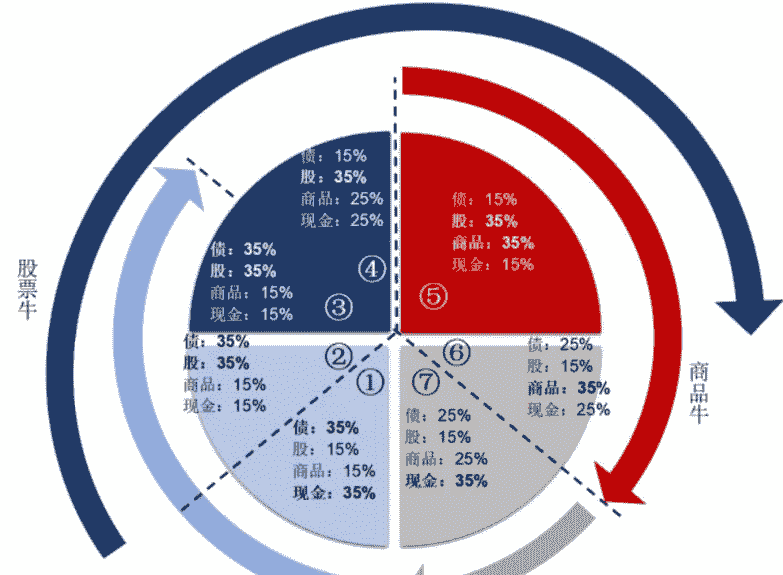 债：15%
股：35%
商品：25%
现金：25%
④
债：35%
股：35%
商品：15%
现金：15%
③
债：15%
股：35%
商品：35%
现金：15%
⑤
股票牛
债：35%
股：35%
商品：15%
现金：15%
②
①
债：35%
股：15%
商品：15%
现金：35%
⑥
债：25%
股：15%
商品：35%
现金：25%
⑦
债：25%
股：15%
商品：25%
现金：35%
商品牛